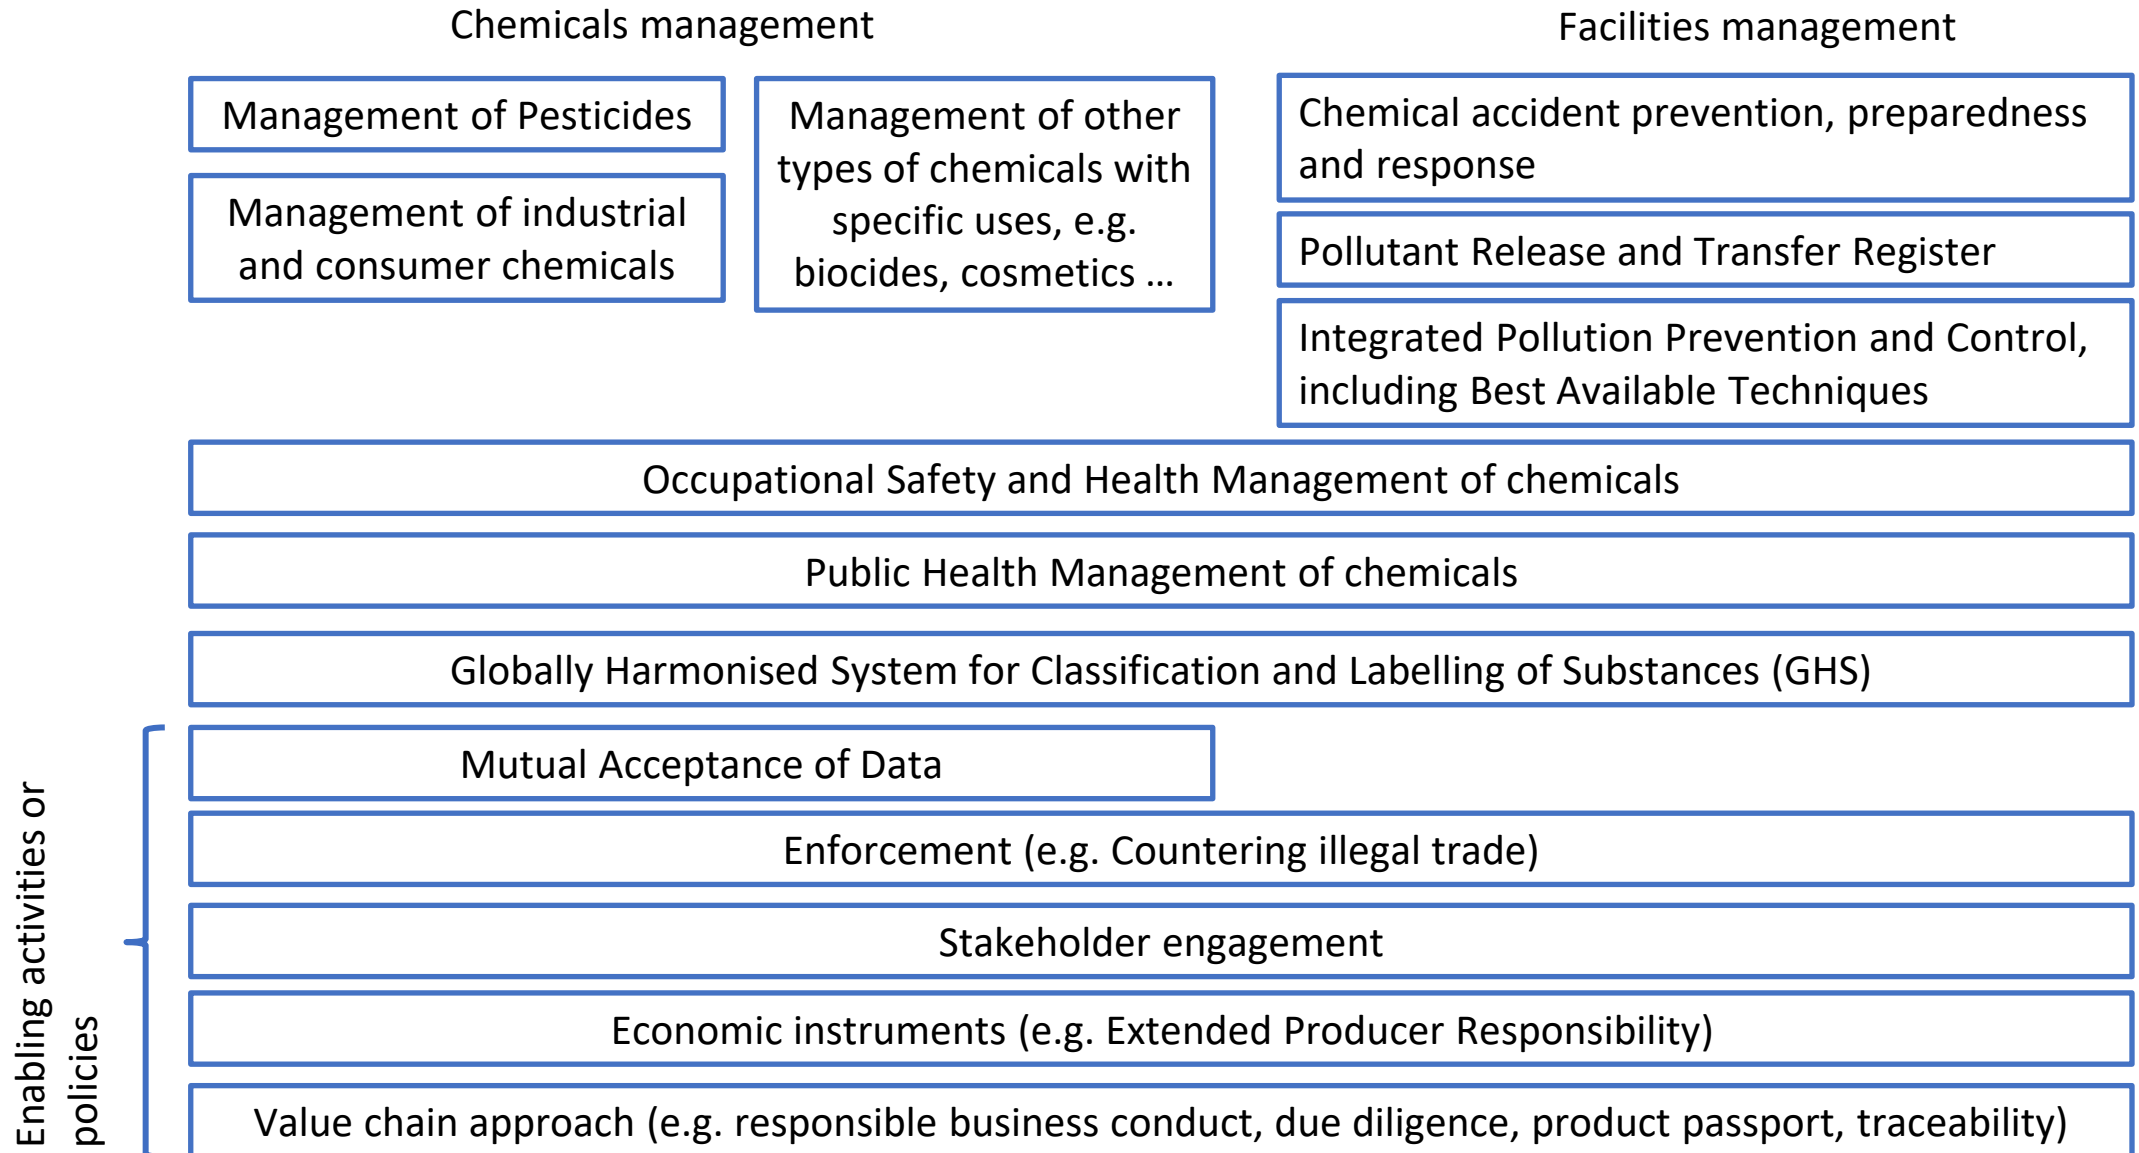 Chemicals management
Facilities management
Management of Pesticides
Management of industrial
and consumer chemicals
Management of other
types of chemicals with
specific uses, e.g.
biocides, cosmetics ...
Chemical accident prevention, preparedness
and response
Pollutant Release and Transfer Register
Integrated Pollution Prevention and Control,
including Best Available Techniques
Occupational Safety and Health Management of chemicals
Public Health Management of chemicals
Globally Harmonised System for Classification and Labelling of Substances (GHS)
Enabling activities or
policies
Mutual Acceptance of Data
Enforcement (e.g. Countering illegal trade)
Stakeholder engagement
Economic instruments (e.g. Extended Producer Responsibility)
Value chain approach (e.g. responsible business conduct, due diligence, product passport, traceability)